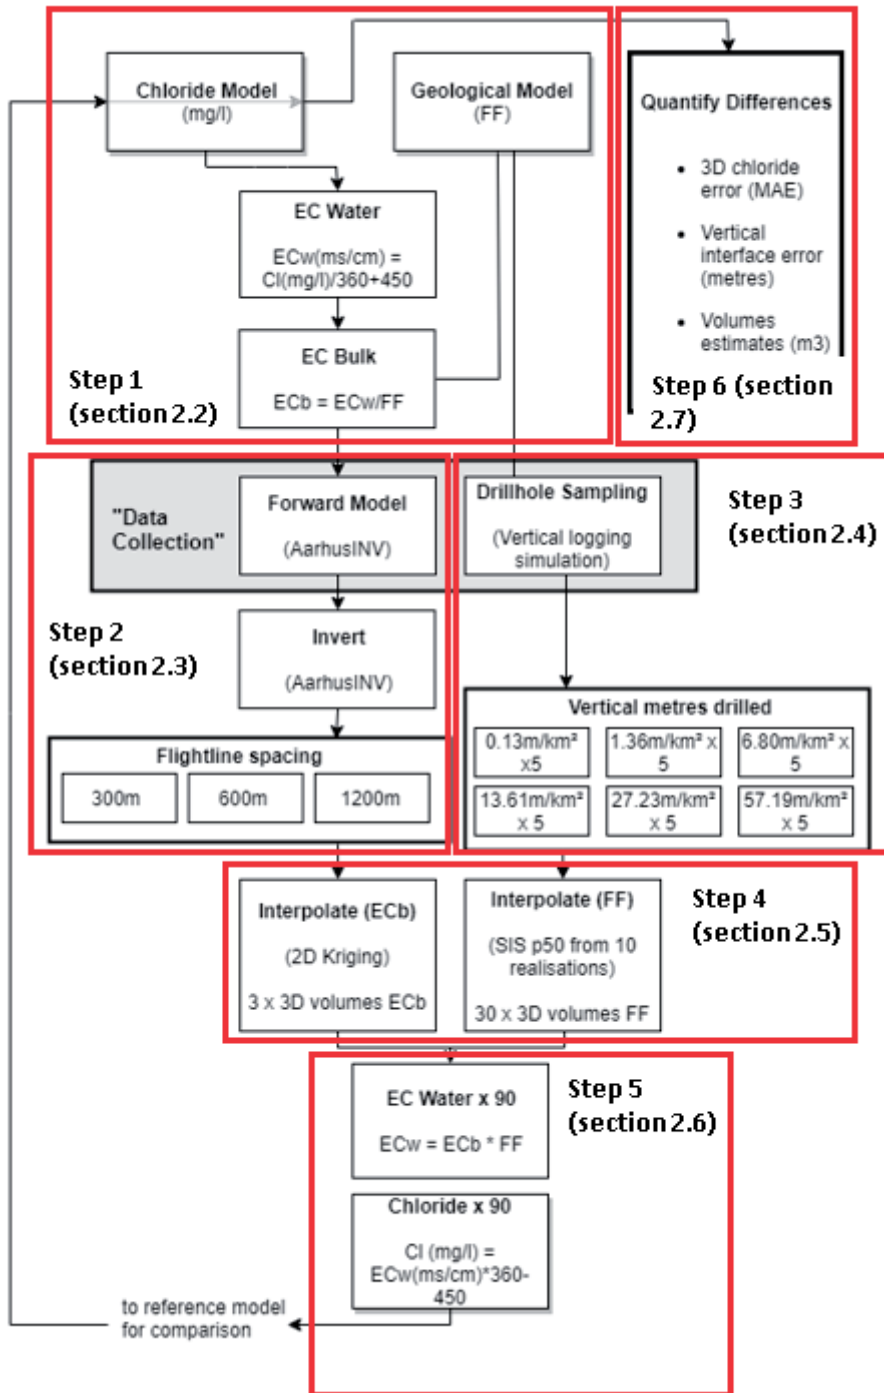 Chloride Model
(mg/l)
Geological Model
(FF)
EC Water
ECw(ms/cm) =
Cl(mg/l)/360+450
EC Bulk
ECb = ECw/FF
Step 1
(section 2.2)
Quantify Differences
• 3D chloride
error (MAE)
• Vertical
interface error
(metres)
• Volumes
estimates (m3)
Step 6 (section
2.7)
"Data
Collection"
Forward Model
(AarhusINV)
Drillhole Sampling
(Vertical logging
simulation)
Step 3
(section 2.4)
Step 2
(section 2.3)
Invert
(AarhusINV)
Flightline spacing
300m
600m
1200m
Vertical metres drilled
0.13m/km²
x5
1.36m/km² x
5
6.80m/km² x
5
13.61m/km²
x 5
27.23m/km²
x 5
57.19m/km²
x 5
Interpolate (ECb)
(2D Kriging)
3 x 3D volumes ECb
Interpolate (FF)
(SIS p50 from 10
realisations)
30 x 3D volumes FF
Step 4
(section 2.5)
EC Water x 90
ECw = ECb * FF
Step 5
(section 2.6)
Chloride x 90
Cl (mg/l) =
ECw(ms/cm)*360-
450
to reference model
for comparison